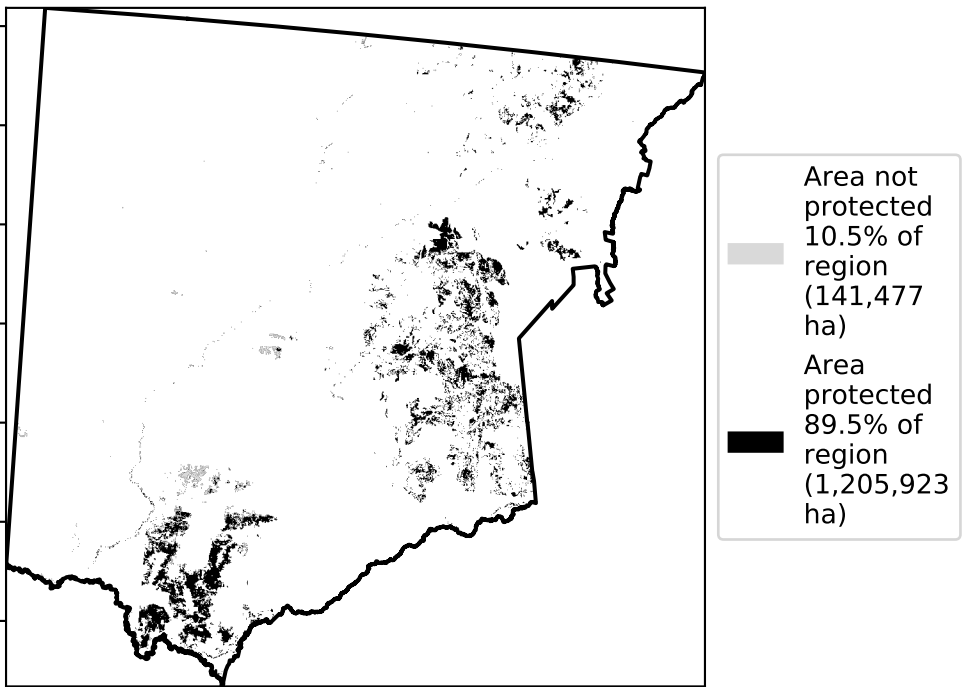 Area not
protected
10.5% of
region
(141,477
ha)
Area
protected
89.5% of
region
(1,205,923
ha)